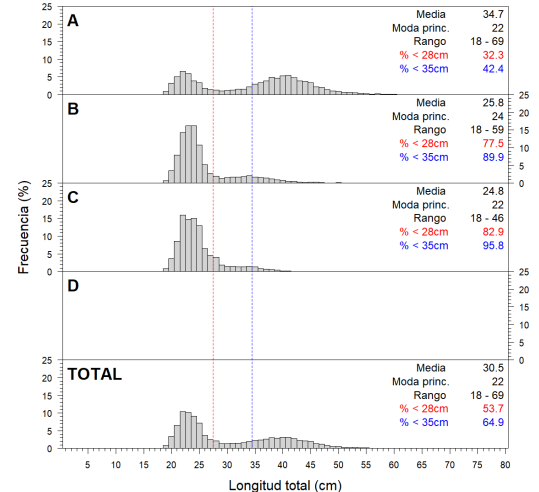 25
20
15
10
5
0
A
Media 34.7
Moda princ. 22
Rango 18 - 69
% < 28cm 32.3
% < 35cm 42.4
B
Media 25.8
Moda princ. 24
Rango 18 - 59
% < 28cm 77.5
% < 35cm 89.9
25
20
15
10
5
0
Frecuencia (%)
25
20
15
10
5
0
C
Media 24.8
Moda princ. 22
Rango 18 - 46
% < 28cm 82.9
% < 35cm 95.8
D
25
20
15
10
5
0
25
20
15
10
5
0
TOTAL
Media 30.5
Moda princ. 22
Rango 18 - 69
% < 28cm 53.7
% < 35cm 64.9
5 10 15 20 25 30 35 40 45 50 55 60 65 70 75 80
Longitud total (cm)